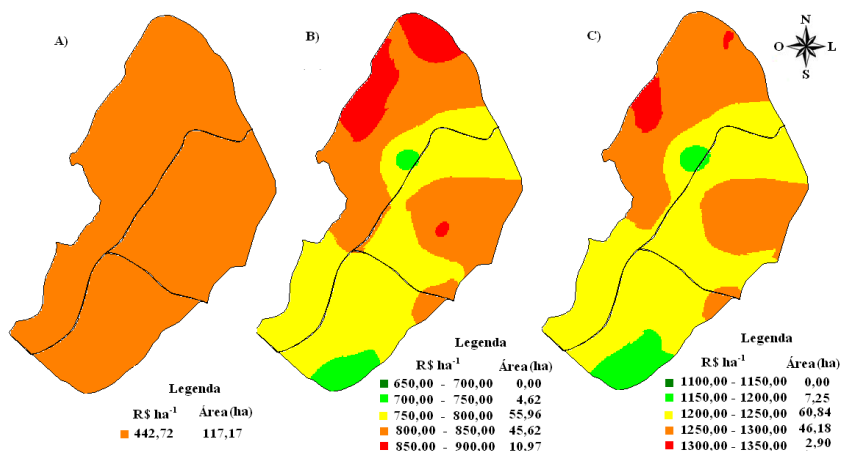 A)
B)
C)
N
O L
S
Legenda
R$ ha-1 Área (ha)
442,72 117,17
Legenda
R$ ha-1 Área (ha)
650,00 - 700,00 0,00
700,00 - 750,00 4,62
750,00 - 800,00 55,96
800,00 - 850,00 45,62
850,00 - 900,00 10,97
Legenda
R$ ha-1 Área (ha)
1100,00 - 1150,00 0,00
1150,00 - 1200,00 7,25
1200,00 - 1250,00 60,84
1250,00 - 1300,00 46,18
1300,00 - 1350,00 2,90